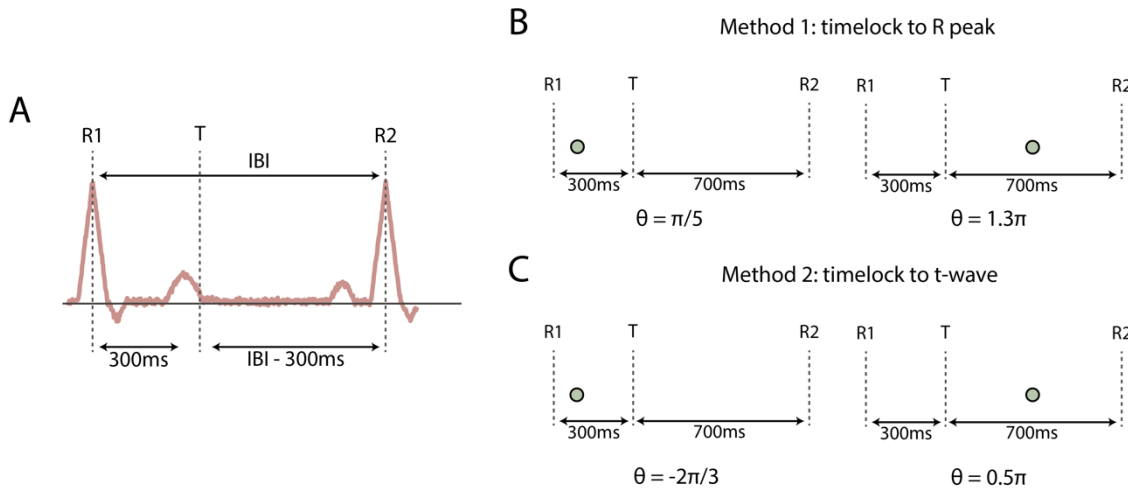 A
R1 T R2
IBI
300ms IBI - 300ms
B
Method 1: timelock to R peak
R1 T R2 R1 T R2
300ms 700ms 300ms 700ms
θ = π/5 θ = 1.3π
C
Method 2: timelock to t-wave
R1 T R2 R1 T R2
300ms 700ms 300ms 700ms
θ = -2π/3 θ = 0.5π